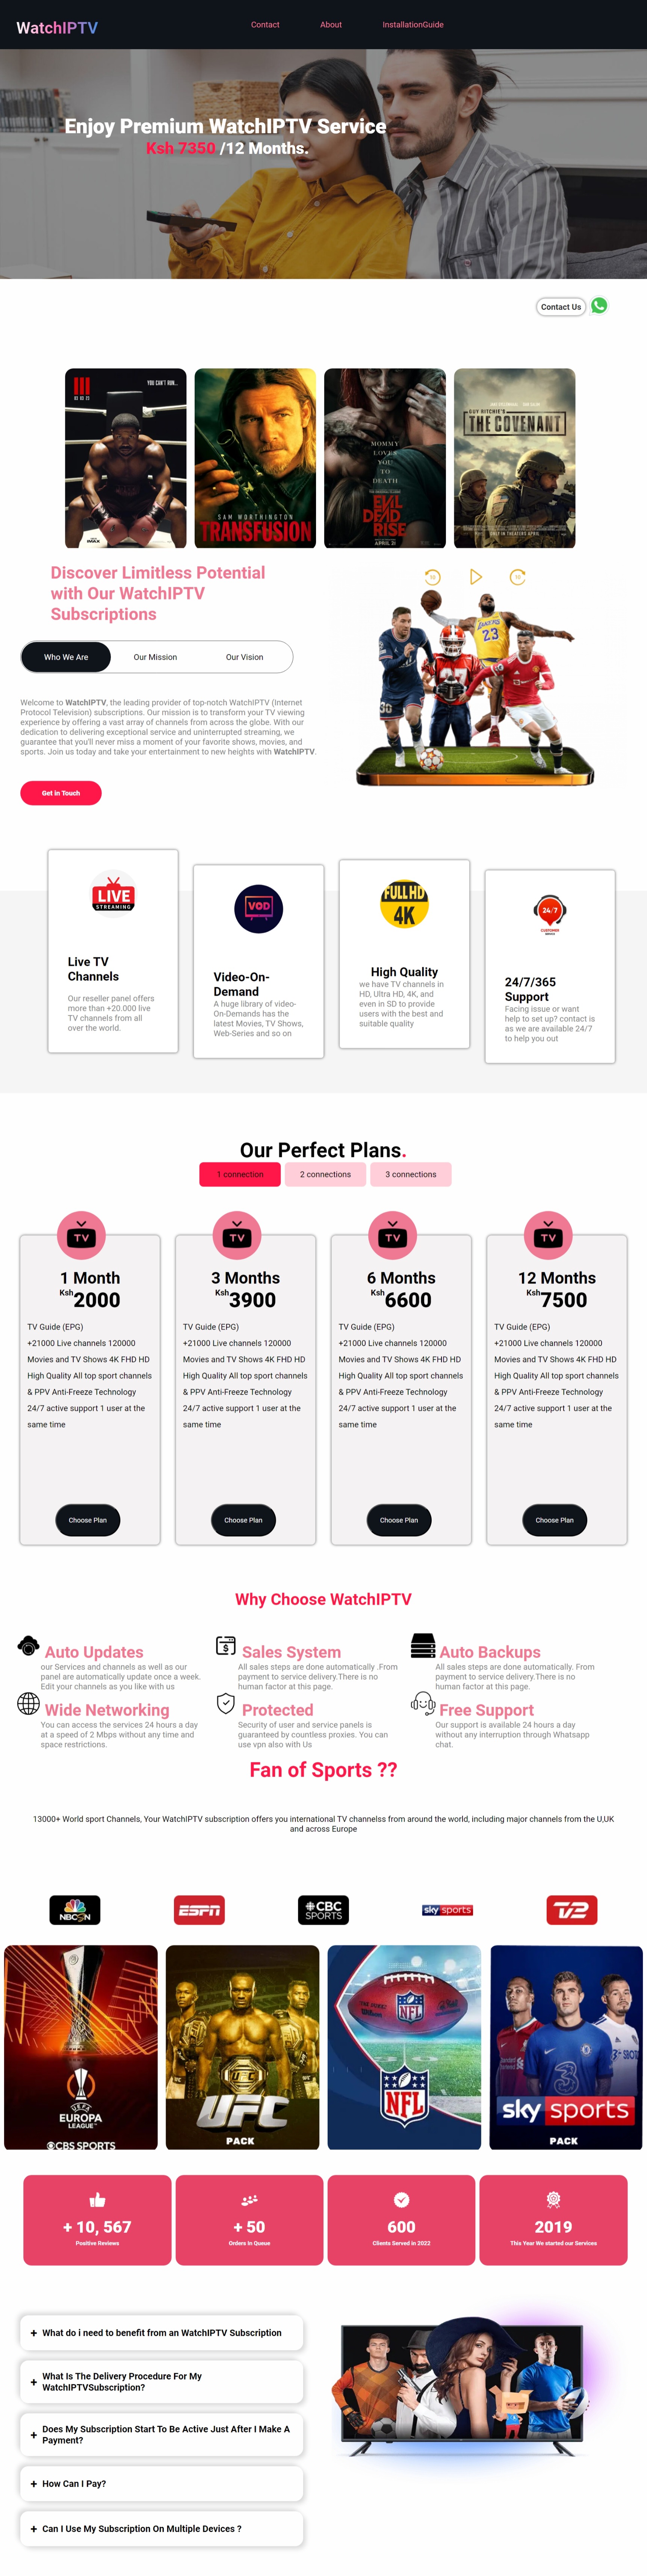 WatchIPTV
Contact
About
InstallationGuide
Enjoy Premium WatchIPTV Service
Ksh 7350 /12 Months.
Contact Us
III
YOU CAN'T RUN...
IMAX
SAM WORTHINGTON
TRANSFUSION
MOMMY
LOVES
YOU
TO
DEATH
EVIL
DEAD
RISE
APRIL 21
GUY RITCHIE'S
THE COVENANT
ONLY IN THEATERS APRIL
Discover Limitless Potential
with Our WatchIPTV
Subscriptions
10
10
LAKERS
23
Who We Are
Our Mission
Our Vision
Welcome to WatchIPTV, the leading provider of top-notch WatchIPTV (Internet
Protocol Television) subscriptions. Our mission is to transform your TV viewing
experience by offering a vast array of channels from across the globe. With our
dedication to delivering exceptional service and uninterrupted streaming, we
guarantee that you'll never miss a moment of your favorite shows, movies, and
sports. Join us today and take your entertainment to new heights with WatchIPTV.
Get in Touch
LIVE
STREAMING
Live TV
Channels
Our reseller panel offers
more than +20.000 live
TV channels from all
over the world.
VOD
Video-On-
Demand
A huge library of video-
On-Demands has the
latest Movies, TV Shows,
Web-Series and so on
FULL HD
4K
High Quality
we have TV channels in
HD, Ultra HD, 4K, and
even in SD to provide
users with the best and
suitable quality
24/7
CUSTOMER
SERVICE
24/7/365
Support
Facing issue or want
help to set up? contact is
as we are available 24/7
to help you out
Our Perfect Plans.
1 connection
2 connections
3 connections
TV
1 Month
Ksh2000
TV Guide (EPG)
+21000 Live channels 120000
Movies and TV Shows 4K FHD HD
High Quality All top sport channels
& PPV Anti-Freeze Technology
24/7 active support 1 user at the
same time
Choose Plan
TV
3 Months
Ksh3900
TV Guide (EPG)
+21000 Live channels 120000
Movies and TV Shows 4K FHD HD
High Quality All top sport channels
& PPV Anti-Freeze Technology
24/7 active support 1 user at the
same time
Choose Plan
TV
6 Months
Ksh6600
TV Guide (EPG)
+21000 Live channels 120000
Movies and TV Shows 4K FHD HD
High Quality All top sport channels
& PPV Anti-Freeze Technology
24/7 active support 1 user at the
same time
Choose Plan
TV
12 Months
Ksh7500
TV Guide (EPG)
+21000 Live channels 120000
Movies and TV Shows 4K FHD HD
High Quality All top sport channels
& PPV Anti-Freeze Technology
24/7 active support 1 user at the
same time
Choose Plan
Why Choose WatchIPTV
Auto Updates
our Services and channels as well as our
panel are automatically update once a week.
Edit your channels as you like with us
Sales System
All sales steps are done automatically .From
payment to service delivery.There is no
human factor at this page.
Auto Backups
All sales steps are done automatically. From
payment to service delivery.There is no
human factor at this page.
Wide Networking
You can access the services 24 hours a day
at a speed of 2 Mbps without any time and
space restrictions.
Protected
Security of user and service panels is
guaranteed by countless proxies. You can
use vpn also with Us
Free Support
Our support is available 24 hours a day
without any interruption through Whatsapp
chat.
Fan of Sports ??
13000+ World sport Channels, Your WatchIPTV subscription offers you international TV channelss from around the world, including major channels from the U,UK
and across Europe
NBCSN
ESPN
CBC
SPORTS
sky sports
TV2
UEFA
EUROPA
LEAGUE
CBS SPORTS
UFC
UFC
PACK
NFL
NFL
3
sky sports
PACK
+ 10, 567
Positive Reviews
+ 50
Orders In Queue
600
Clients Served in 2022
2019
This Year We started our Services
+ What do i need to benefit from an WatchIPTV Subscription
+ What Is The Delivery Procedure For My
WatchIPTVSubscription?
+ Does My Subscription Start To Be Active Just After I Make A
Payment?
+ How Can I Pay?
+ Can I Use My Subscription On Multiple Devices ?